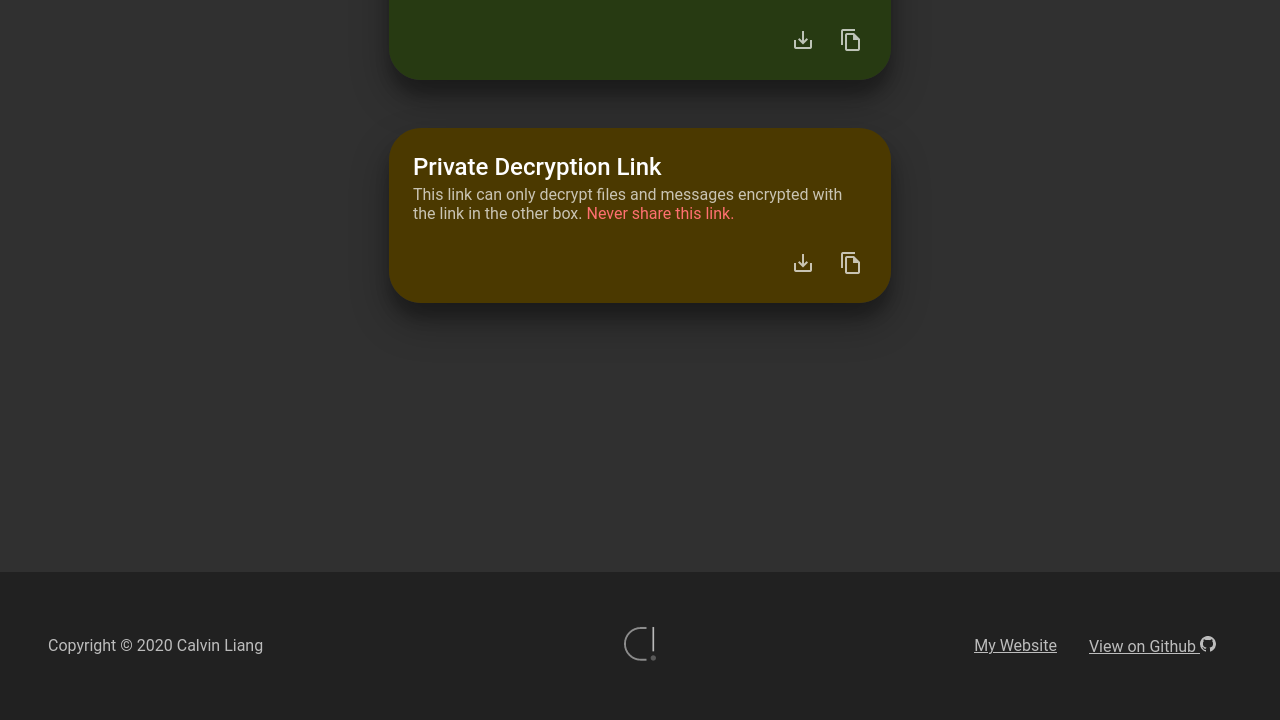 Private Decryption Link
This link can only decrypt files and messages encrypted with
the link in the other box. Never share this link.
Copyright © 2020 Calvin Liang
My Website
View on Github